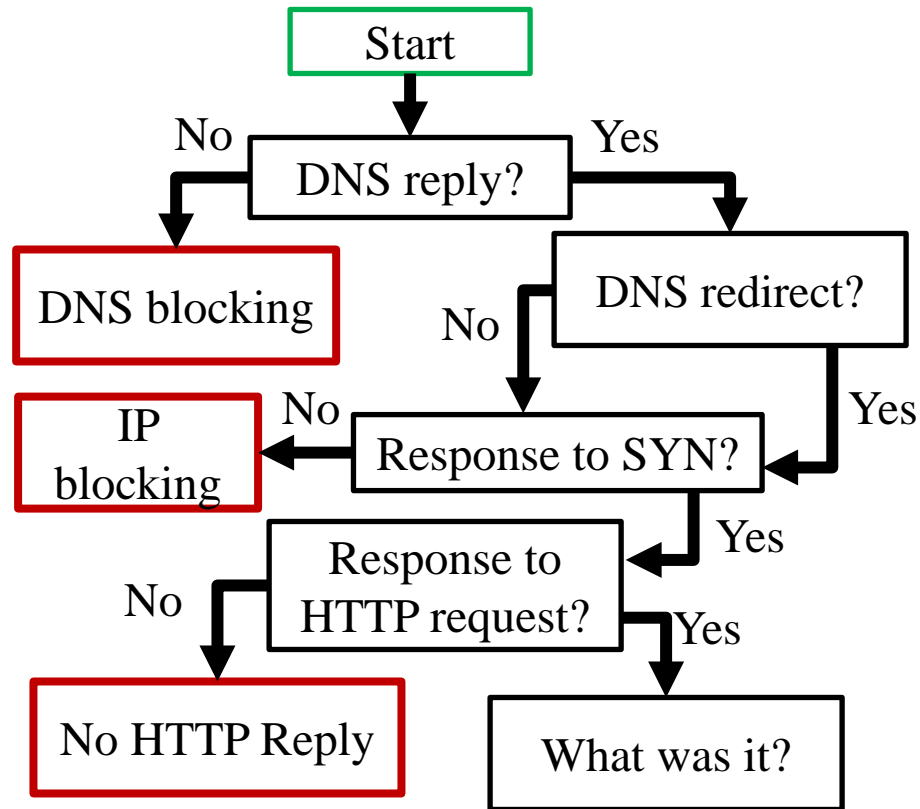 Start
No
Yes
DNS reply?
DNS blocking
DNS redirect?
No
Yes
IP
blocking
No
Response to SYN?
Yes
Response to
HTTP request?
No
Yes
No HTTP Reply
What was it?